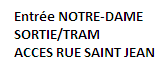 Entrée NOTRE-DAME
SORTIE/TRAM
ACCES RUE SAINT JEAN